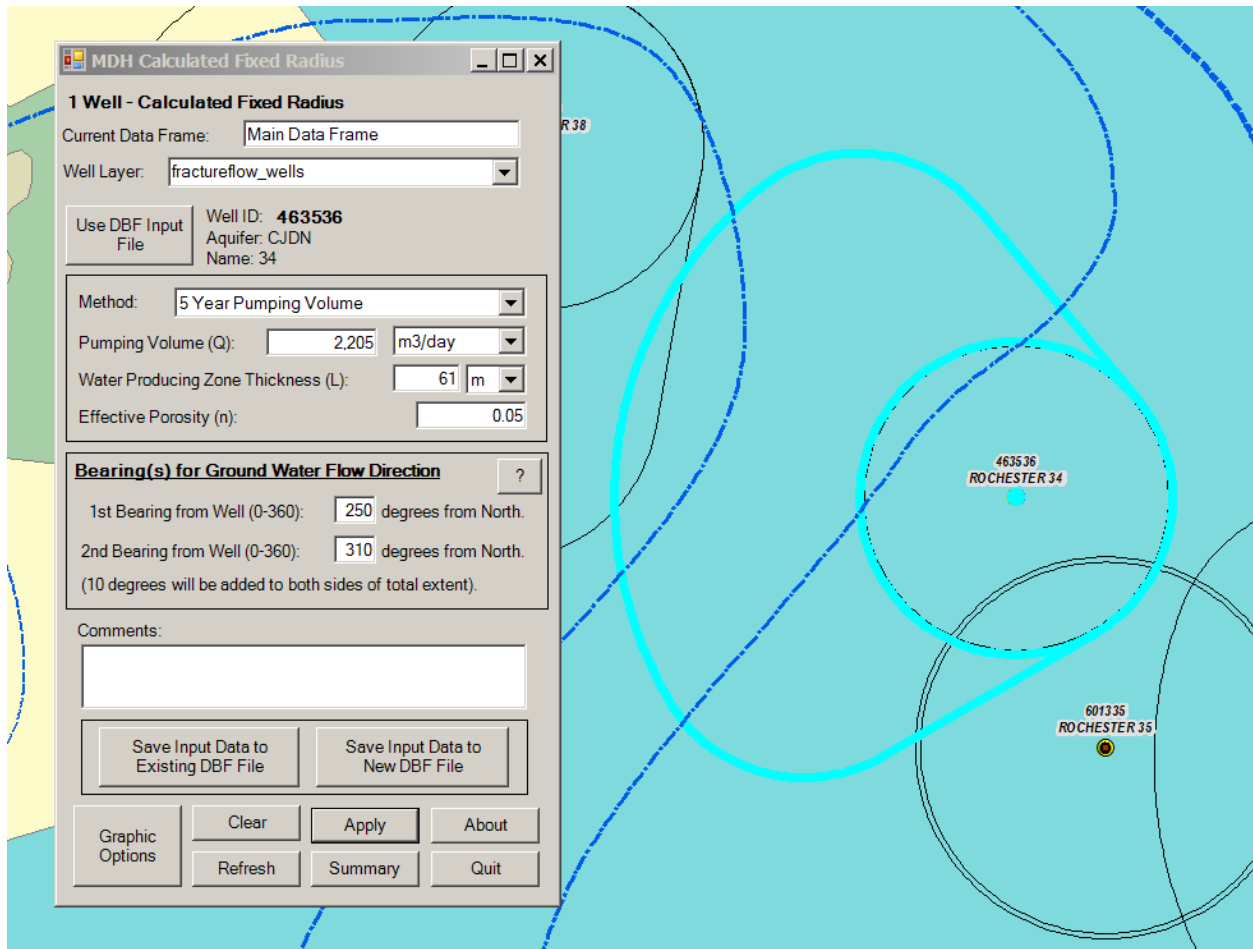 MDH Calculated Fixed Radius
1 Well - Calculated Fixed Radius
Current Data Frame: Main Data Frame
Well Layer: fractureflow_wells
Use DBF Input
File
Well ID: 463536
Aquifer: CJDN
Name: 34
Method: 5 Year Pumping Volume
Pumping Volume (Q): 2,205 m3/day
Water Producing Zone Thickness (L): 61 m
Effective Porosity (n): 0.05
Bearing(s) for Ground Water Flow Direction ?
1st Bearing from Well (0-360): 250 degrees from North.
2nd Bearing from Well (0-360): 310 degrees from North.
(10 degrees will be added to both sides of total extent).
Comments:
Save Input Data to
Existing DBF File
Save Input Data to
New DBF File
Graphic
Options
Clear Apply About
Refresh Summary Quit
R 38
463536
ROCHESTER 34
601335
ROCHESTER 35